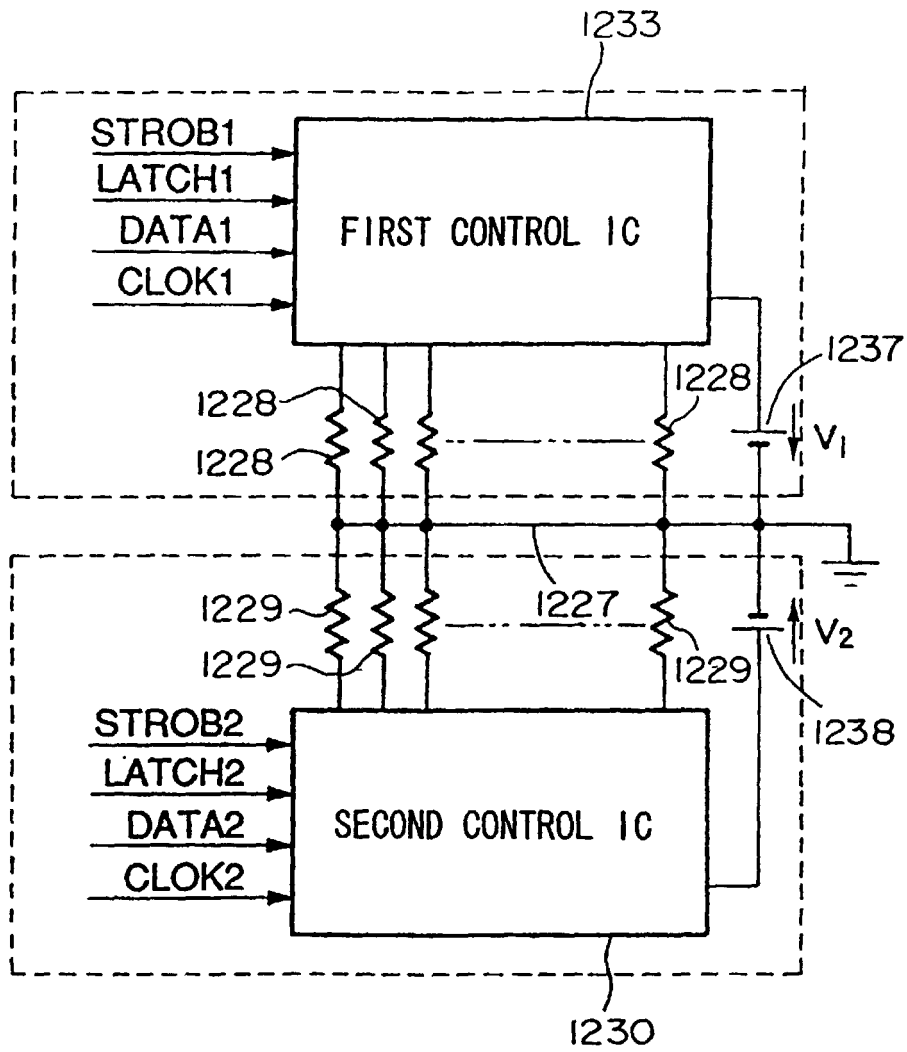 1233
STROB1
LATCH1
DATA1
CLOK1
FIRST CONTROL IC
1237
1228
1228
1228
V1
1227
1229
1229
1229
V2
1238
STROB2
LATCH2
DATA2
CLOK2
SECOND CONTROL IC
1230